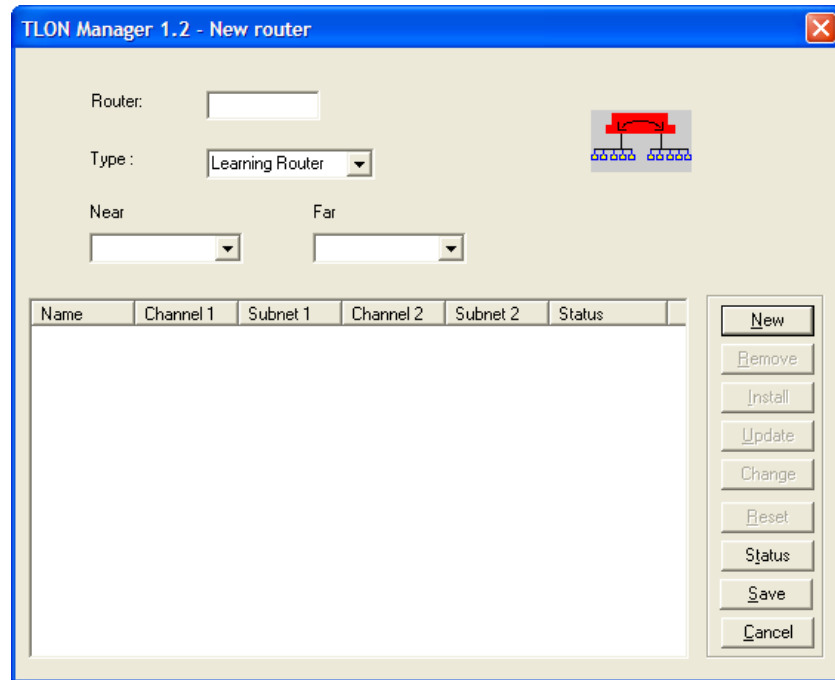 TLON Manager 1.2 - New router
Router:
Type : Learning Router
Near Far
Name Channel 1 Subnet 1 Channel 2 Subnet 2 Status
New
Remove
Install
Update
Change
Reset
Status
Save
Cancel